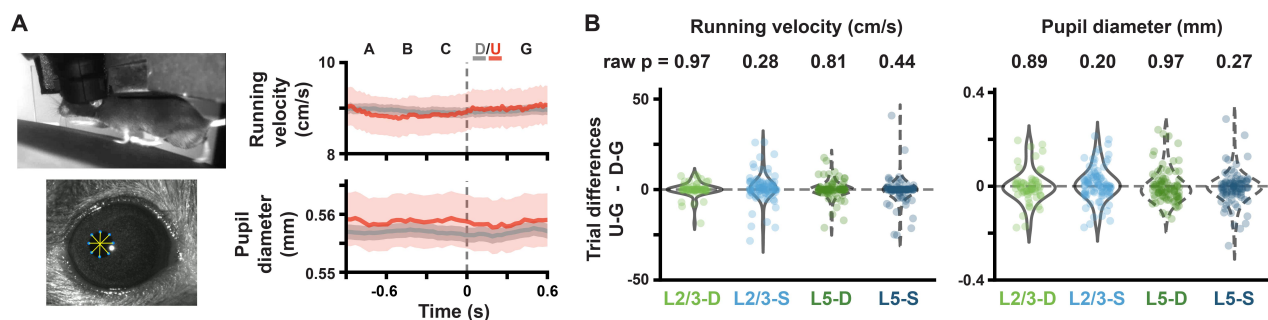 A
A B C D/U G
Running velocity (cm/s)
10
8
Pupil diameter (mm)
0.56
0.55
-0.6 0 0.6
Time (s)
B
Running velocity (cm/s) Pupil diameter (mm)
raw p = 0.97 0.28 0.81 0.44 0.89 0.20 0.97 0.27
Trial differences
U-G - D-G
50
0
-50
L2/3-D L2/3-S L5-D L5-S
0.4
0
-0.4
L2/3-D L2/3-S L5-D L5-S